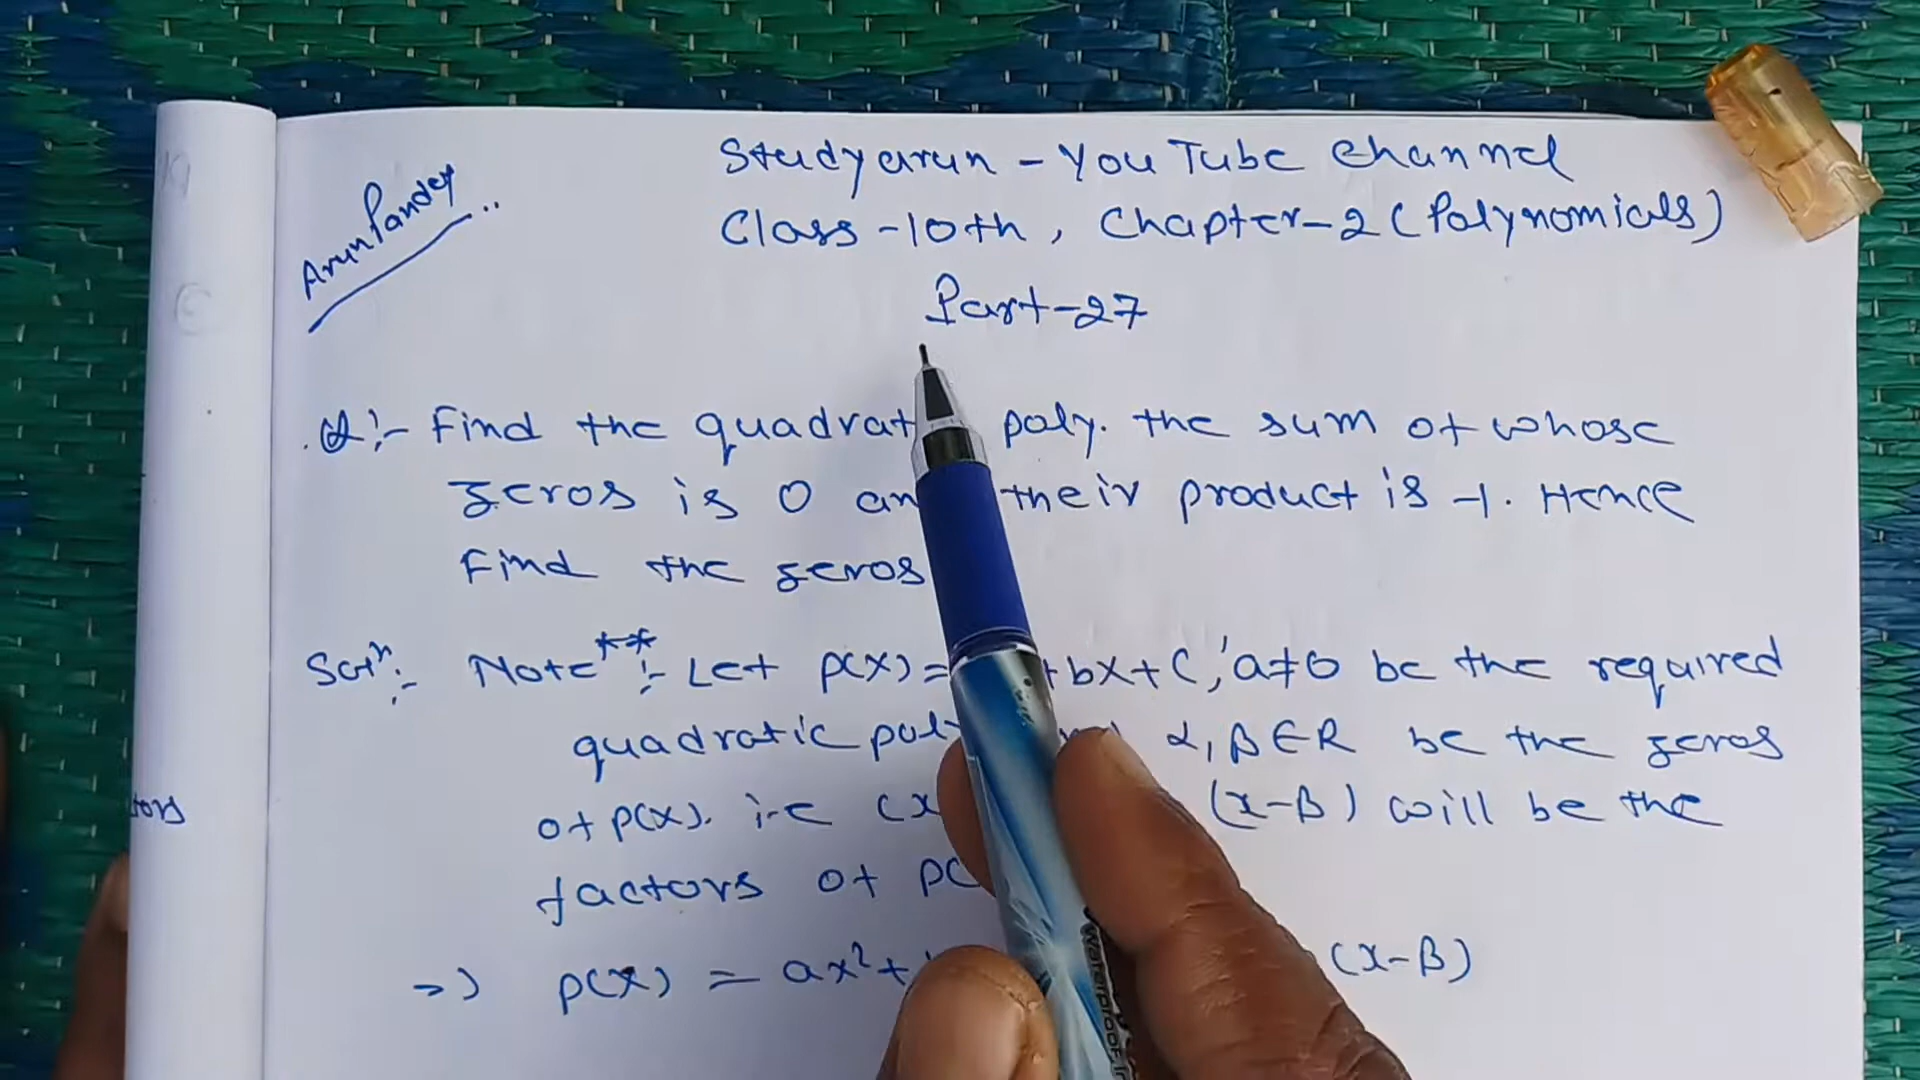 Studyarun - YouTube Channel
Class-10th, Chapter-2 (Polynomials)
Arun Pandey
Part-27
Q:- Find the quadrat poly. the sum of whose
zeros is 0 an their product is -1. Hence
Find the zeros
Solⁿ:- Note**:- Let p(x) = +bx+c, a≠0 be the required
quadratic pol α, β∈R be the zeros
of p(x). i.e (x (x-β) will be the
factors of p(
tors
=> p(x) = ax²+ (x-β)
Waterproof